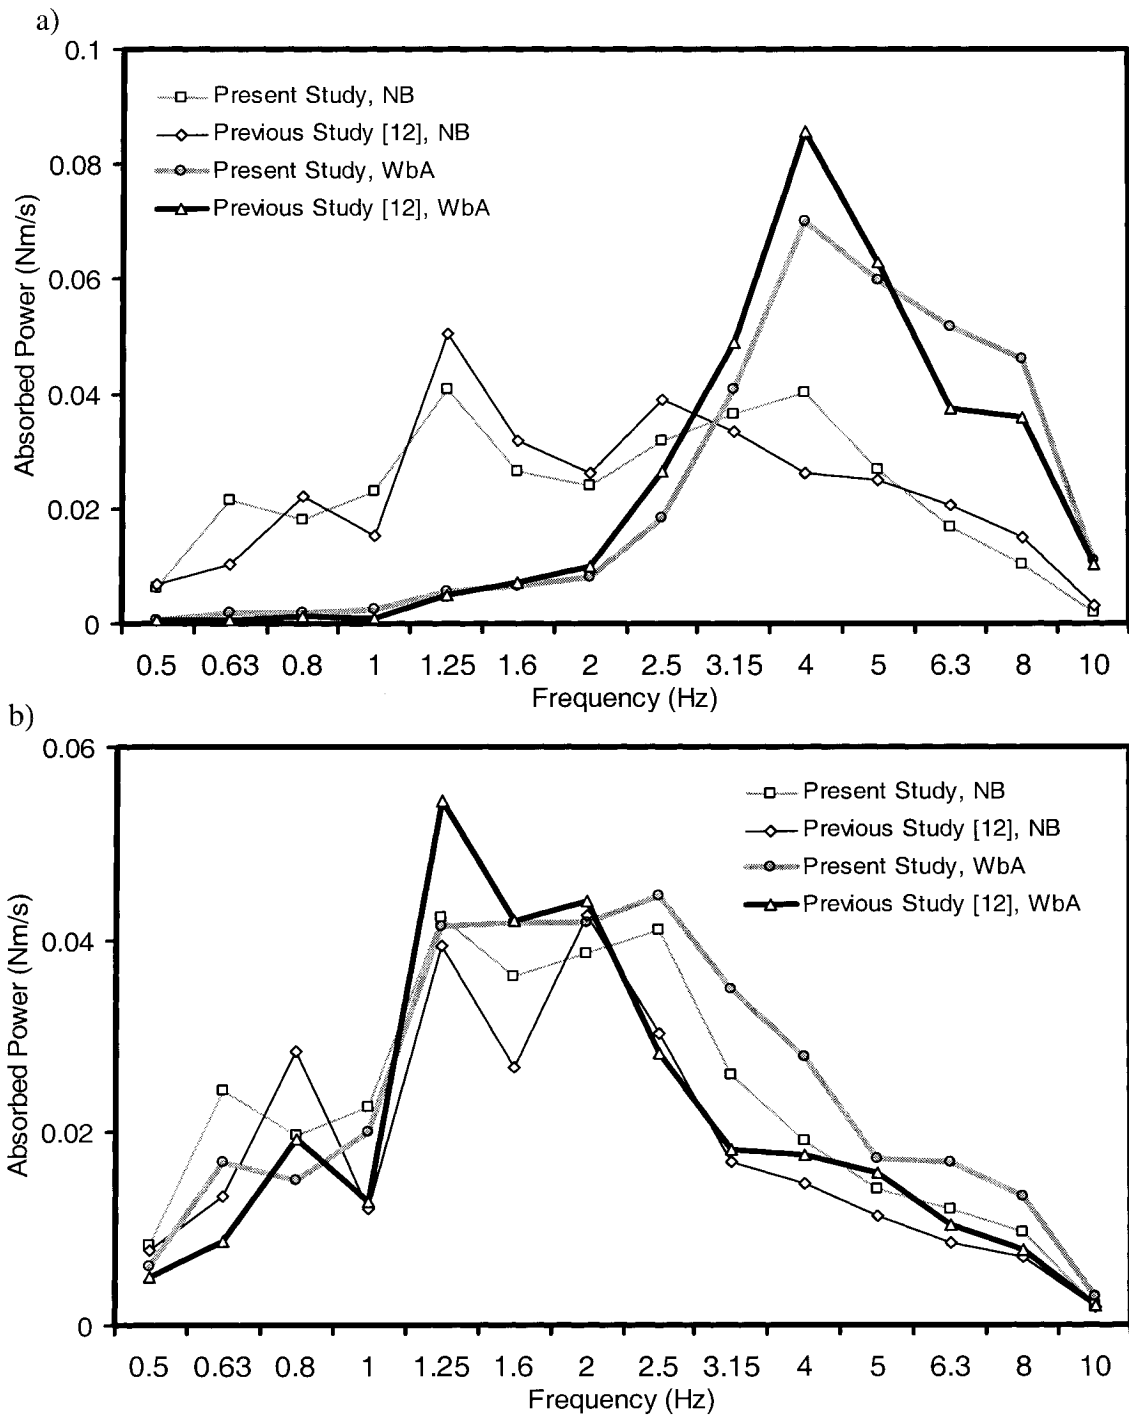 a)
0.1
0.08
0.06
0.04
0.02
0
Absorbed Power (Nm/s)
Present Study, NB
Previous Study [12], NB
Present Study, WbA
Previous Study [12], WbA
0.5 0.63 0.8 1 1.25 1.6 2 2.5 3.15 4 5 6.3 8 10
Frequency (Hz)
b)
0.06
0.04
0.02
0
Absorbed Power (Nm/s)
Present Study, NB
Previous Study [12], NB
Present Study, WbA
Previous Study [12], WbA
0.5 0.63 0.8 1 1.25 1.6 2 2.5 3.15 4 5 6.3 8 10
Frequency (Hz)